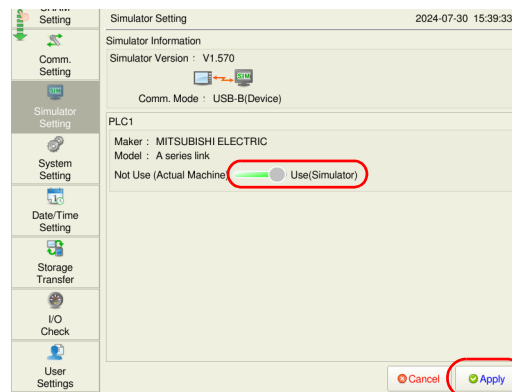 Setting
Simulator Setting
2024-07-30 15:39:33
Comm.
Setting
SIM
Simulator
Setting
System
Setting
Date/Time
Setting
Storage
Transfer
I/O
Check
User
Settings
Simulator Information
Simulator Version : V1.570
SIM
Comm. Mode : USB-B(Device)
PLC1
Maker : MITSUBISHI ELECTRIC
Model : A series link
Not Use (Actual Machine) Use(Simulator)
Cancel
Apply